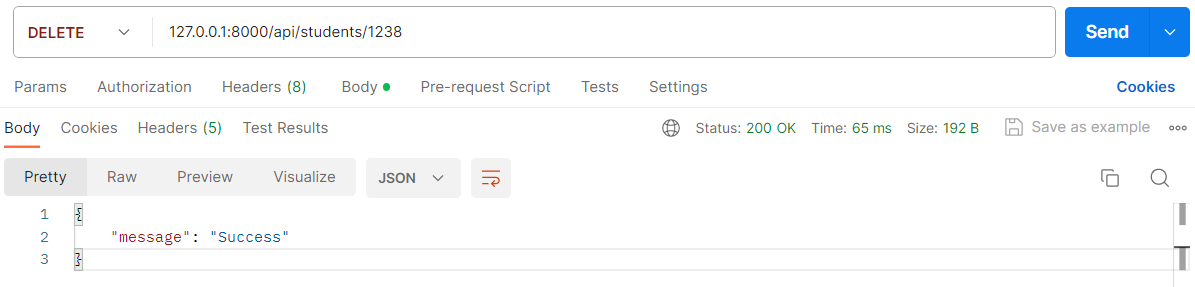 DELETE 127.0.0.1:8000/api/students/1238 Send
Params Authorization Headers (8) Body Pre-request Script Tests Settings Cookies
Body Cookies Headers (5) Test Results Status: 200 OK Time: 65 ms Size: 192 B Save as example
Pretty Raw Preview Visualize JSON
1 {
2 "message": "Success"
3 }